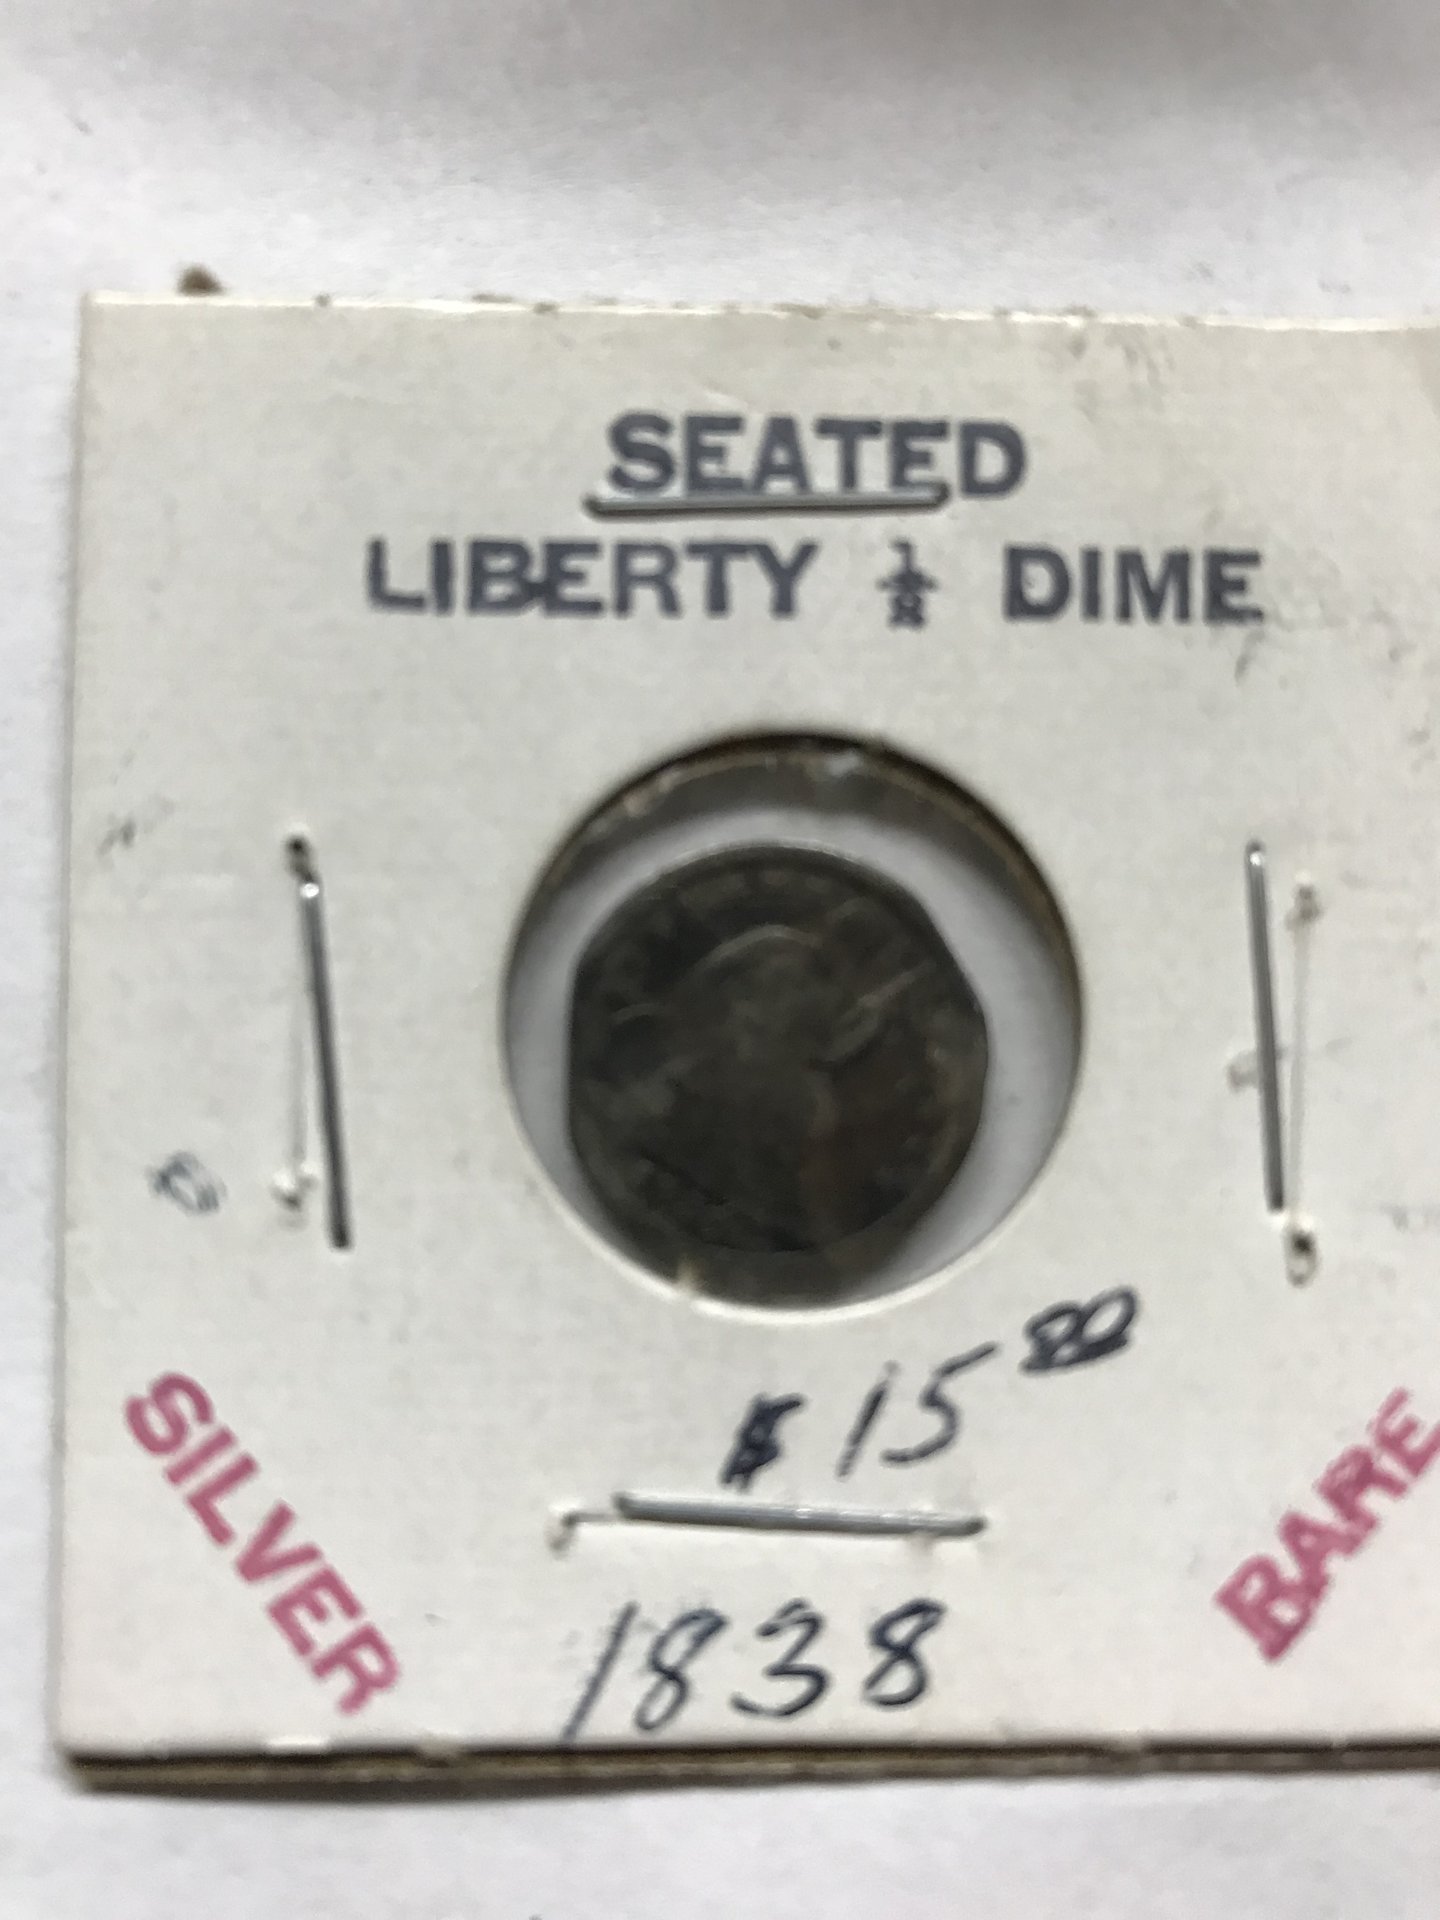 SEATED
LIBERTY ½ DIME
$15.00
1838
SILVER
RARE